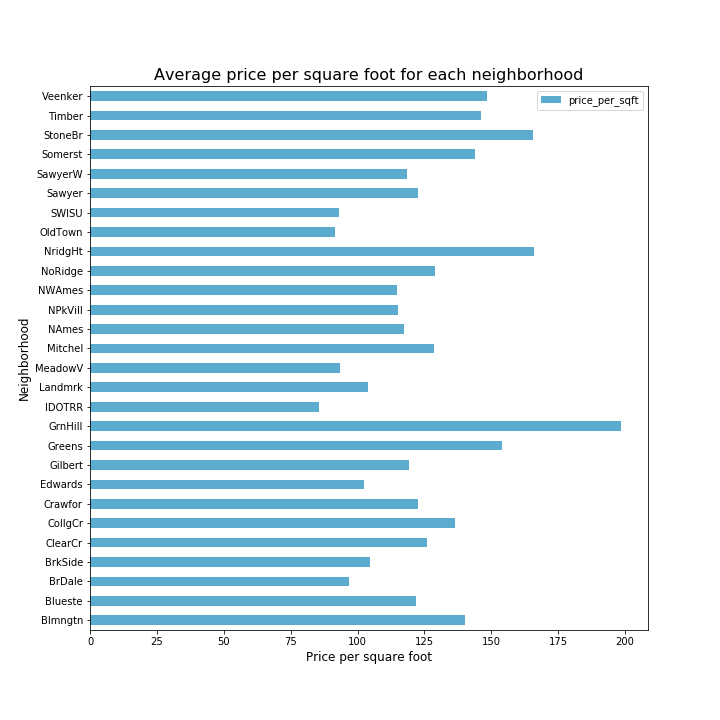 Average price per square foot for each neighborhood
price_per_sqft
Neighborhood
Veenker
Timber
StoneBr
Somerst
SawyerW
Sawyer
SWISU
OldTown
NridgHt
NoRidge
NWAmes
NPkVill
NAmes
Mitchel
MeadowV
Landmrk
IDOTRR
GrnHill
Greens
Gilbert
Edwards
Crawfor
CollgCr
ClearCr
BrkSide
BrDale
Blueste
Blmngtn
0 25 50 75 100 125 150 175 200
Price per square foot